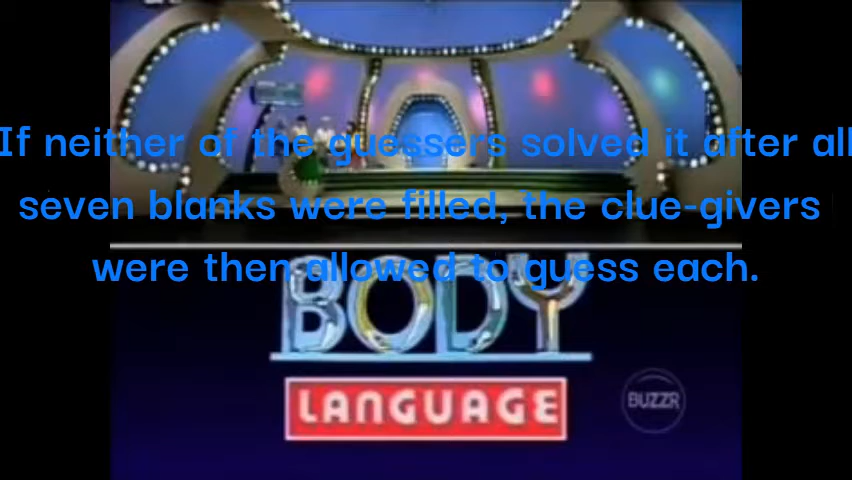 If neither of the guessers solved it after all
seven blanks were filled, the clue-givers
were then allowed to guess each.
BODY
LANGUAGE
BUZZR